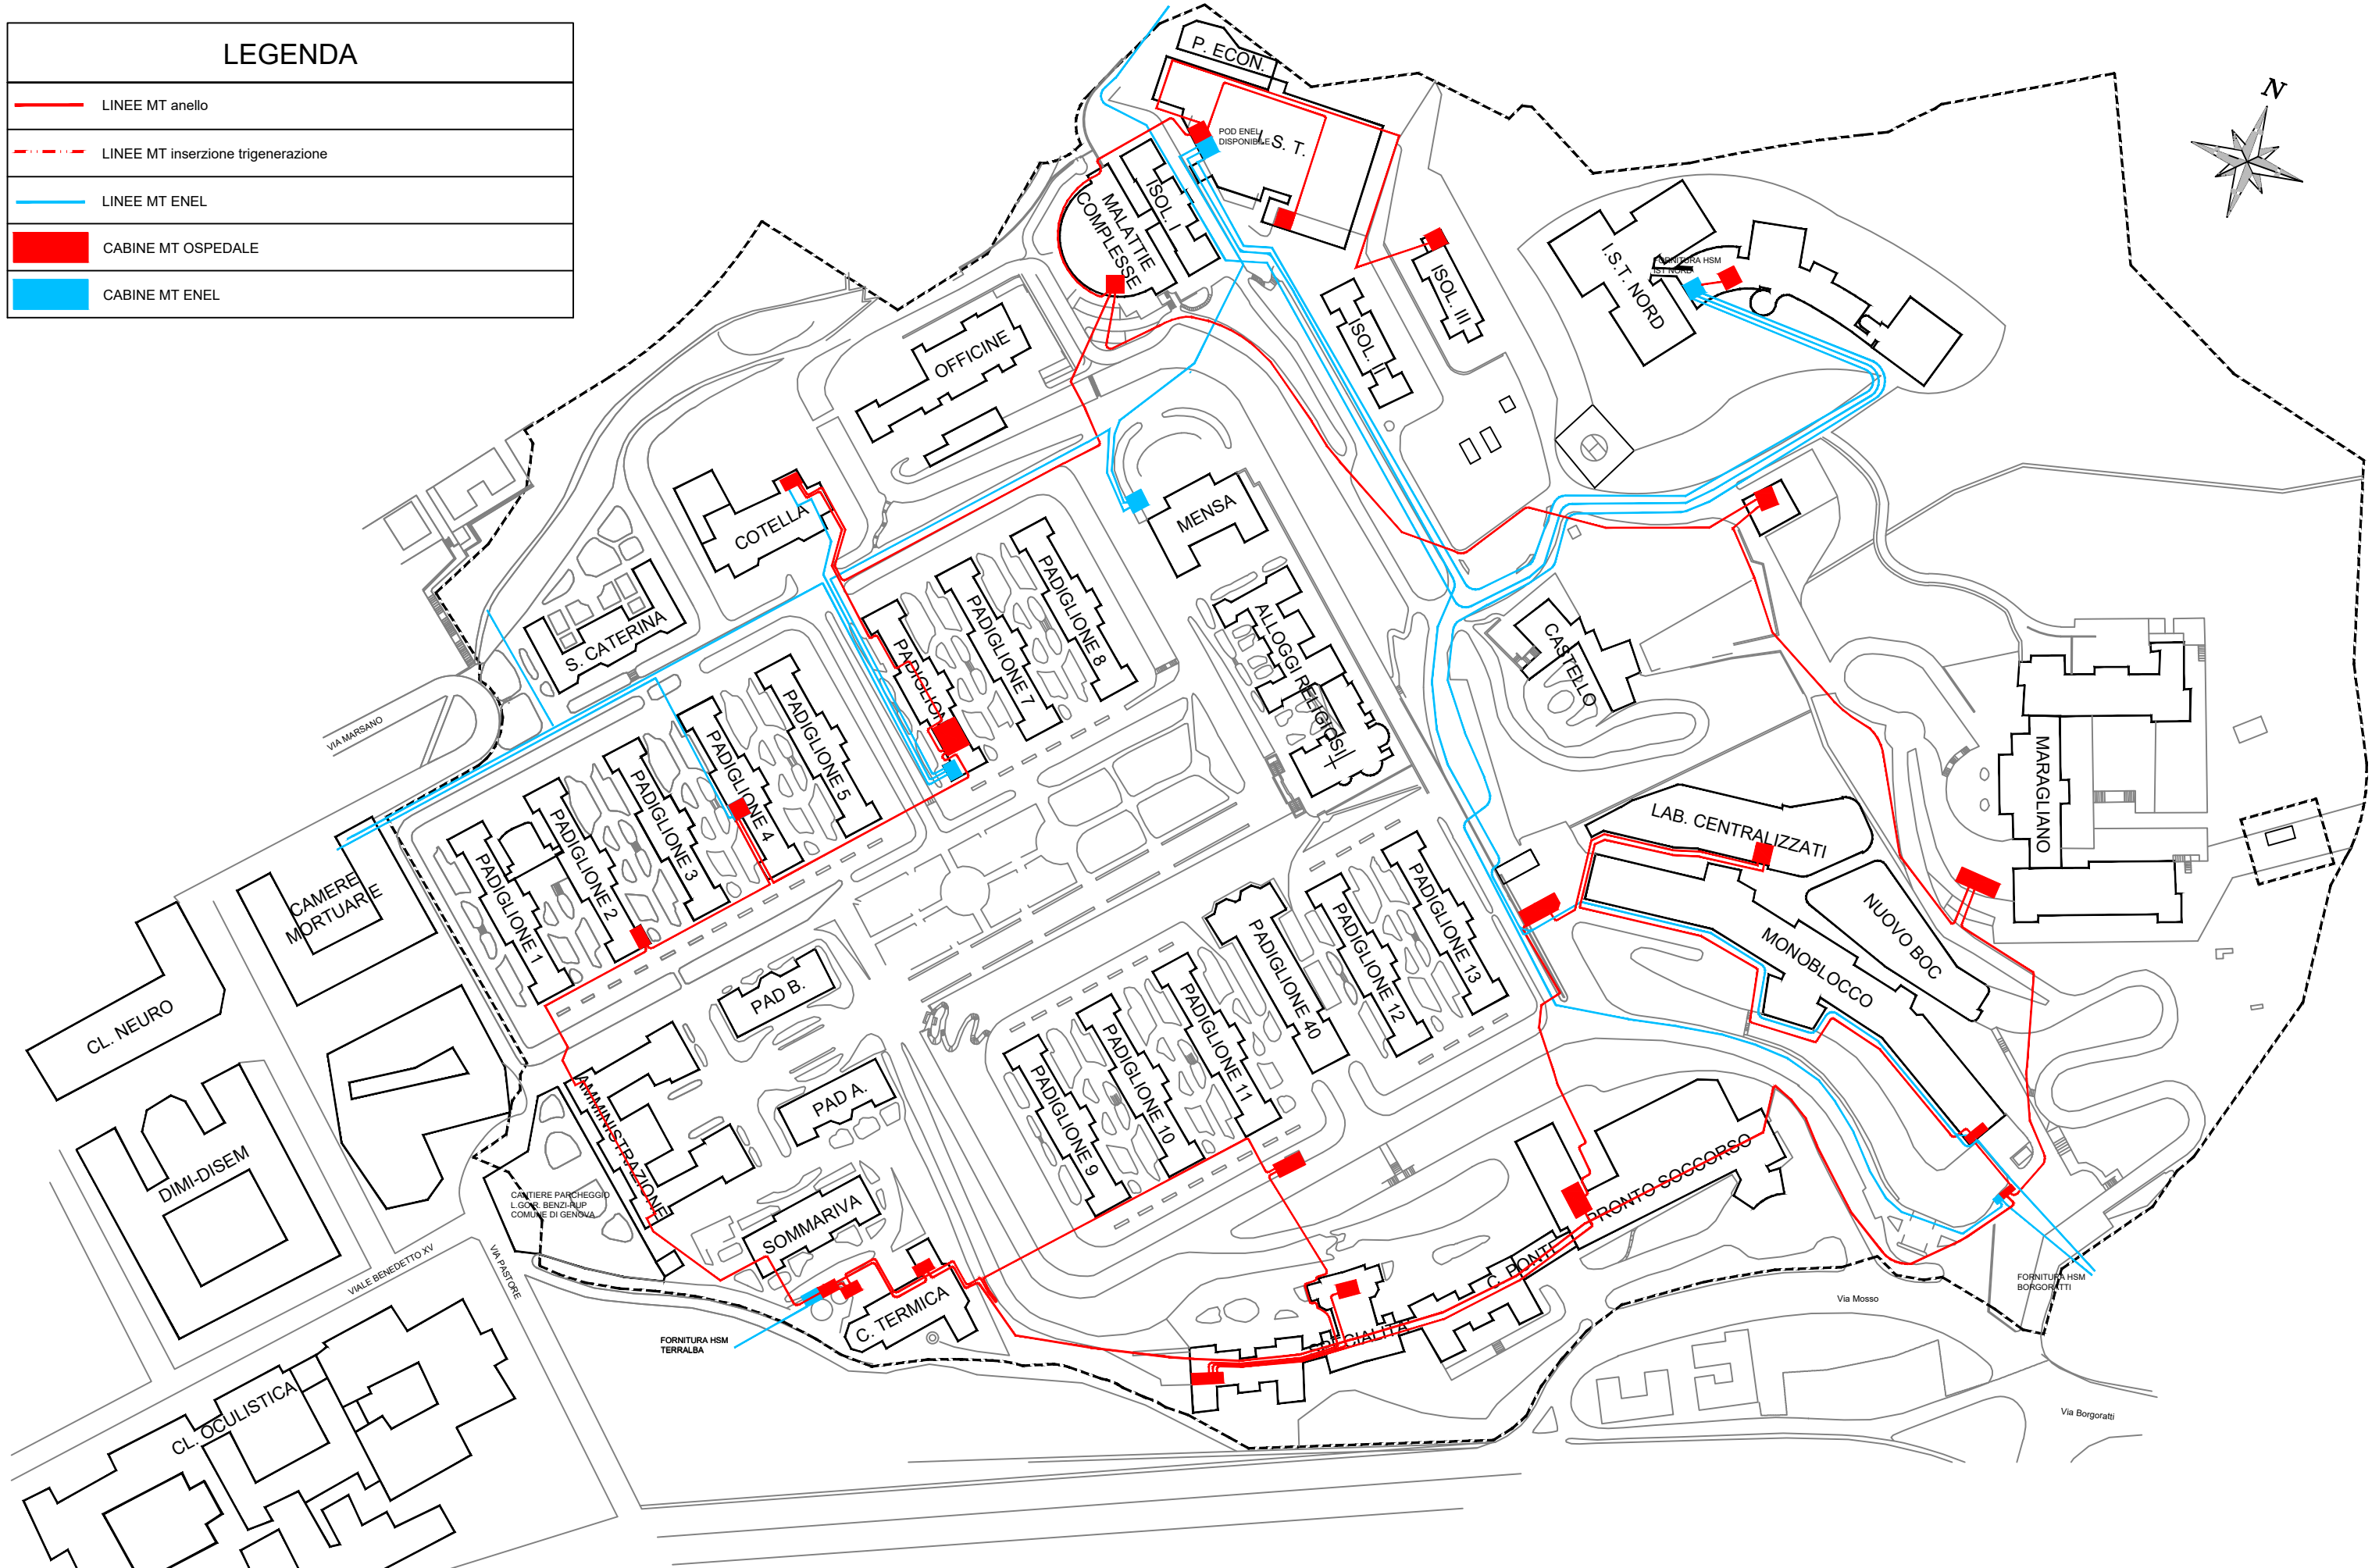 LEGENDA
LINEE MT anello
LINEE MT inserzione trigenerazione
LINEE MT ENEL
CABINE MT OSPEDALE
CABINE MT ENEL
N
P. ECON.
POD ENEL
DISPONIBILE
I. S. T.
ISOL. I
MALATTIE
COMPLESSE
ISOL. III
ISOL. II
I.S.T. NORD
FORNITURA HSM
IST NORD
OFFICINE
COTELLA
MENSA
S. CATERINA
VIA MARSANO
PADIGLIONE 8
PADIGLIONE 7
PADIGLION
ALLOGGI RELIGIOSI
CASTELLO
PADIGLIONE 5
PADIGLIONE 4
PADIGLIONE 3
PADIGLIONE 2
PADIGLIONE 1
MARAGLIANO
LAB. CENTRALIZZATI
NUOVO BOC
MONOBLOCCO
CAMERE
MORTUARIE
CL. NEURO
PAD B.
PAD A.
PADIGLIONE 13
PADIGLIONE 12
PADIGLIONE 40
PADIGLIONE 11
PADIGLIONE 10
PADIGLIONE 9
AMMINISTRAZIONE
DIMI-DISEM
CANTIERE PARCHEGGIO
L.GO R. BENZI-RUP
COMUNE DI GENOVA
SOMMARIVA
PRONTO SOCCORSO
C. PONTE
SPECIALITA'
C. TERMICA
VIALE BENEDETTO XV
VIA PASTORE
FORNITURA HSM
TERRALBA
FORNITURA HSM
BORGORATTI
Via Mosso
Via Borgoratti
CL. OCULISTICA